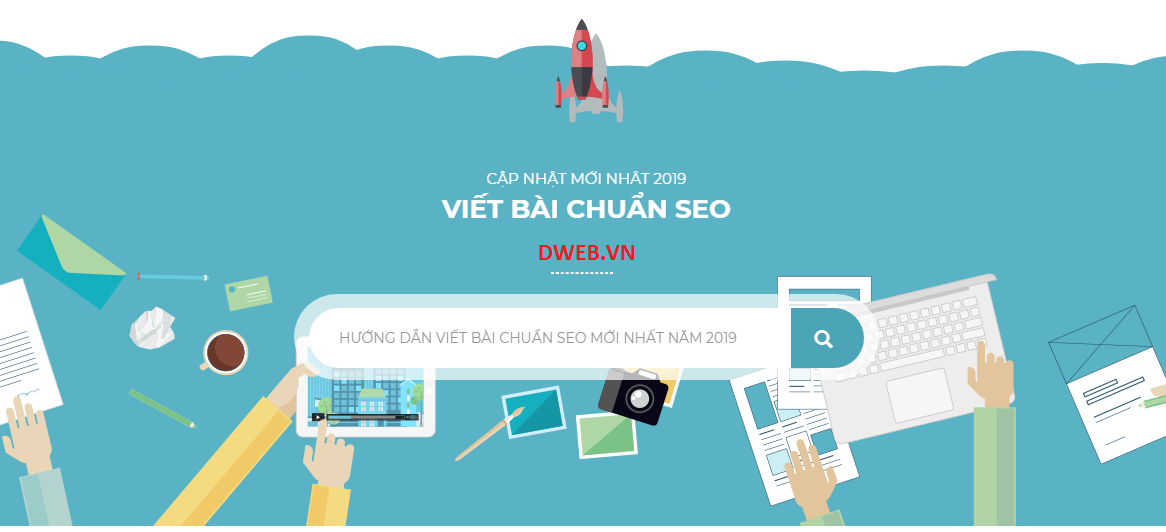 CẬP NHẬT MỚI NHẤT 2019
VIẾT BÀI CHUẨN SEO
DWEB.VN
HƯỚNG DẪN VIẾT BÀI CHUẨN SEO MỚI NHẤT NĂM 2019